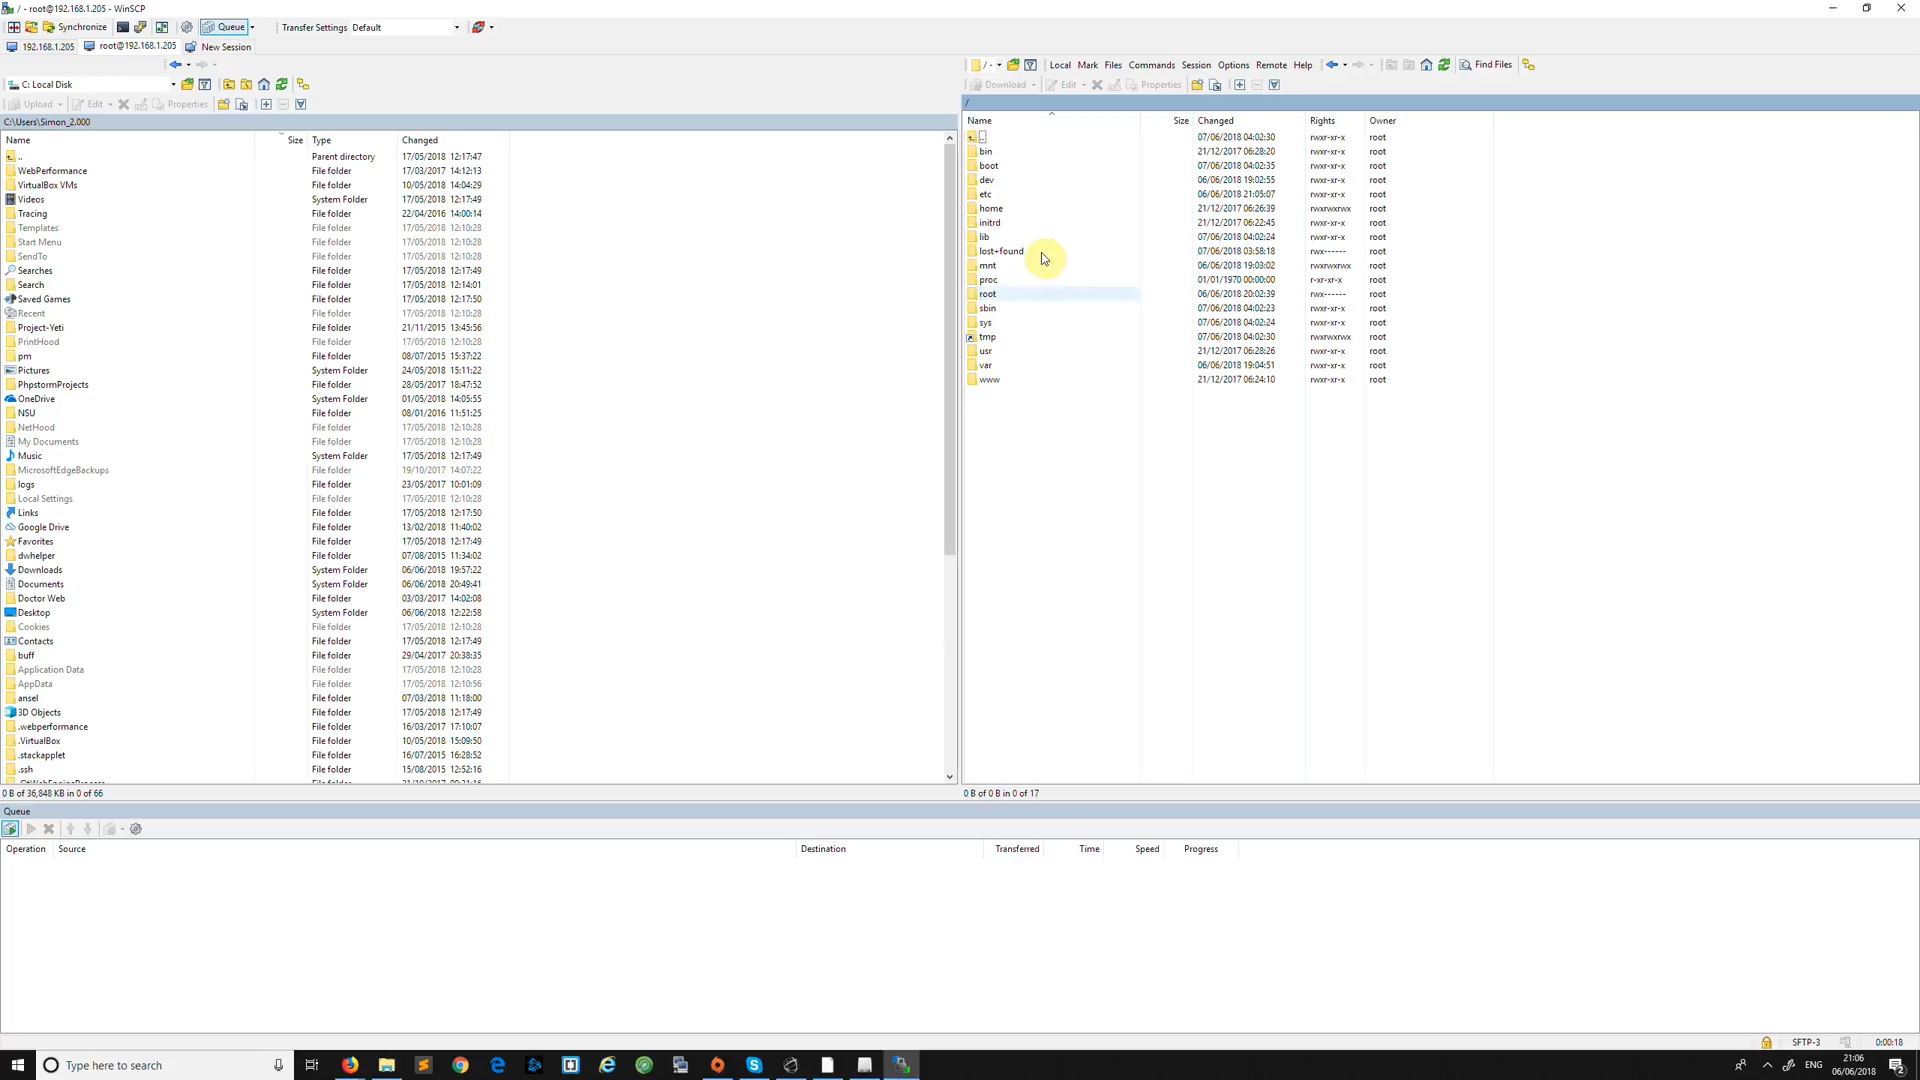 / - root@192.168.1.205 - WinSCP
Synchronize Queue Transfer Settings Default
192.168.1.205 root@192.168.1.205 New Session
C: Local Disk
Upload Edit Properties
C:\Users\Simon_2.000
Name Size Type Changed
.. Parent directory 17/05/2018 12:17:47
WebPerformance File folder 17/03/2017 14:12:13
VirtualBox VMs File folder 10/05/2018 14:04:29
Videos System Folder 17/05/2018 12:17:49
Tracing File folder 22/04/2016 14:00:14
Templates File folder 17/05/2018 12:10:28
Start Menu File folder 17/05/2018 12:10:28
SendTo File folder 17/05/2018 12:10:28
Searches File folder 17/05/2018 12:17:49
Search File folder 17/05/2018 12:14:01
Saved Games File folder 17/05/2018 12:17:50
Recent File folder 17/05/2018 12:10:28
Project-Yeti File folder 21/11/2015 13:45:56
PrintHood File folder 17/05/2018 12:10:28
pm File folder 08/07/2015 15:37:22
Pictures System Folder 24/05/2018 15:11:22
PhpstormProjects File folder 28/05/2017 18:47:52
OneDrive System Folder 01/05/2018 14:05:55
NSU File folder 08/01/2016 11:51:25
NetHood File folder 17/05/2018 12:10:28
My Documents File folder 17/05/2018 12:10:28
Music System Folder 17/05/2018 12:17:49
MicrosoftEdgeBackups File folder 19/10/2017 14:07:22
logs File folder 23/05/2017 10:01:09
Local Settings File folder 17/05/2018 12:10:28
Links File folder 17/05/2018 12:17:50
Google Drive File folder 13/02/2018 11:40:02
Favorites File folder 17/05/2018 12:17:49
dwhelper File folder 07/08/2015 11:34:02
Downloads System Folder 06/06/2018 19:57:22
Documents System Folder 06/06/2018 20:49:41
Doctor Web File folder 03/03/2017 14:02:08
Desktop System Folder 06/06/2018 12:22:58
Cookies File folder 17/05/2018 12:10:28
Contacts File folder 17/05/2018 12:17:49
buff File folder 29/04/2017 20:38:35
Application Data File folder 17/05/2018 12:10:28
AppData File folder 17/05/2018 12:10:56
ansel File folder 07/03/2018 11:18:00
3D Objects File folder 17/05/2018 12:17:49
.webperformance File folder 16/03/2017 17:10:07
.VirtualBox File folder 10/05/2018 15:09:50
.stackapplet File folder 16/07/2015 16:28:52
.ssh File folder 15/08/2015 12:52:16
0 B of 36,848 KB in 0 of 66
/ Local Mark Files Commands Session Options Remote Help Find Files
Download Edit Properties
/
Name Size Changed Rights Owner
.. 07/06/2018 04:02:30 rwxr-xr-x root
bin 21/12/2017 06:28:20 rwxr-xr-x root
boot 07/06/2018 04:02:35 rwxr-xr-x root
dev 06/06/2018 19:02:55 rwxr-xr-x root
etc 06/06/2018 21:05:07 rwxr-xr-x root
home 21/12/2017 06:26:39 rwxrwxrwx root
initrd 21/12/2017 06:22:45 rwxr-xr-x root
lib 07/06/2018 04:02:24 rwxr-xr-x root
lost+found 07/06/2018 03:58:18 rwx------ root
mnt 06/06/2018 19:03:02 rwxrwxrwx root
proc 01/01/1970 00:00:00 r-xr-xr-x root
root 06/06/2018 20:02:39 rwx------ root
sbin 07/06/2018 04:02:23 rwxr-xr-x root
sys 07/06/2018 04:02:24 rwxr-xr-x root
tmp 07/06/2018 04:02:30 rwxrwxrwx root
usr 21/12/2017 06:28:26 rwxr-xr-x root
var 06/06/2018 19:04:51 rwxr-xr-x root
www 21/12/2017 06:24:10 rwxr-xr-x root
0 B of 0 B in 0 of 17
Queue
Operation Source Destination Transferred Time Speed Progress
SFTP-3 0:00:18
Type here to search
ENG
21:06
06/06/2018
2